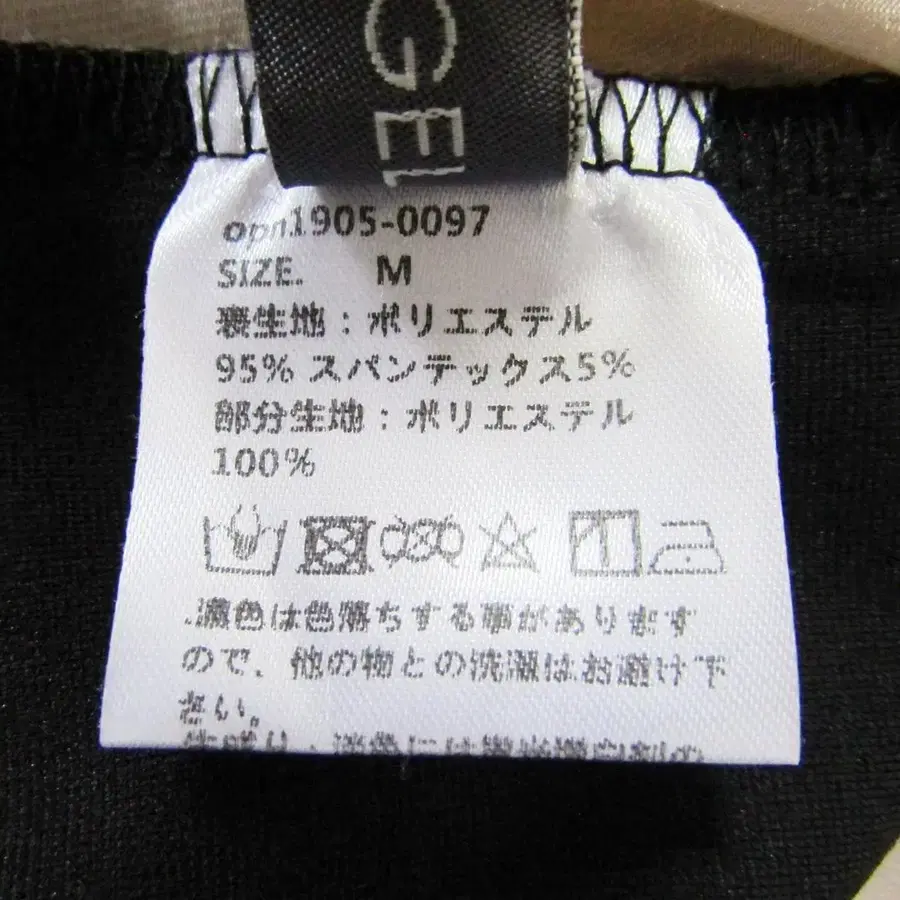 GEL
opn1905-0097
SIZE. M
裏生地：ポリエステル
95% スパンテックス5%
部分生地：ポリエステル
100%
濃色は色落ちする事があります
ので、他の物との洗濯はお避け下
さい。